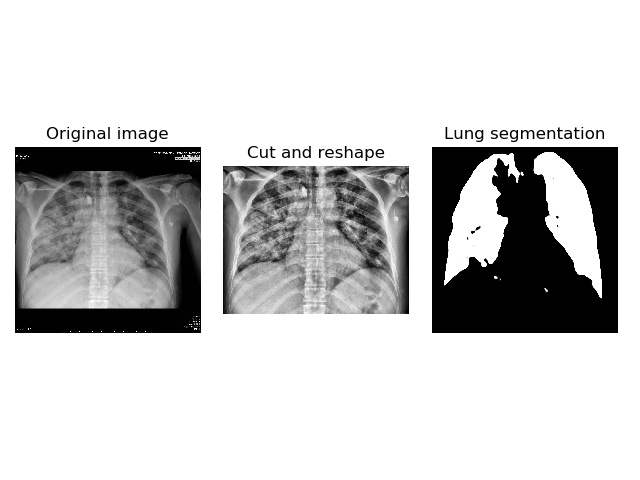 Original image
Cut and reshape
Lung segmentation